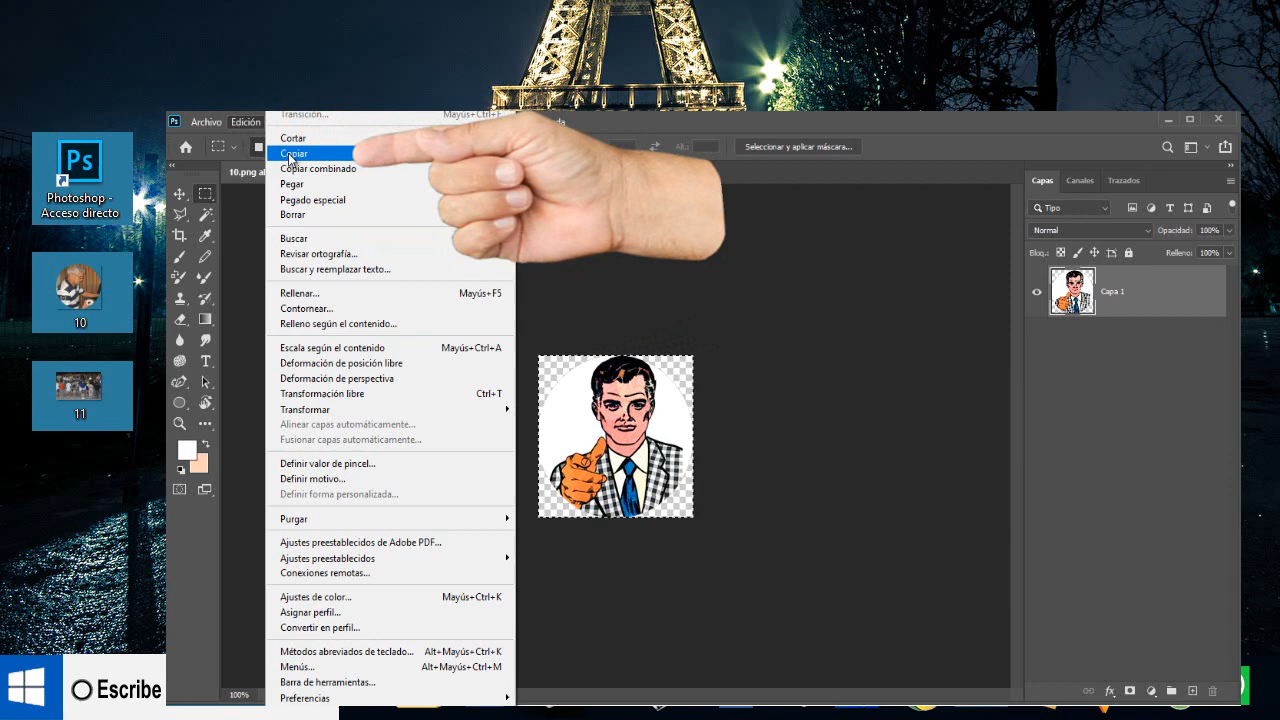 Photoshop -
Acceso directo
10
11
Escribe
Ps
Archivo
Edición
10.png al
Seleccionar y aplicar máscara...
Transición...
Cortar
Copiar
Copiar combinado
Pegar
Pegado especial
Borrar
Buscar
Revisar ortografía...
Buscar y reemplazar texto...
Rellenar... Mayús+F5
Contornear...
Relleno según el contenido...
Escala según el contenido Mayús+Ctrl+A
Deformación de posición libre
Deformación de perspectiva
Transformación libre Ctrl+T
Transformar
Alinear capas automáticamente...
Fusionar capas automáticamente...
Definir valor de pincel...
Definir motivo...
Definir forma personalizada...
Purgar
Ajustes preestablecidos de Adobe PDF...
Ajustes preestablecidos
Conexiones remotas...
Ajustes de color... Mayús+Ctrl+K
Asignar perfil...
Convertir en perfil...
Métodos abreviados de teclado... Alt+Mayús+Ctrl+K
Menús... Alt+Mayús+Ctrl+M
Barra de herramientas...
Preferencias
100%
Capas Canales Trazados
Tipo
Normal Opacidad: 100%
Bloq.: Relleno: 100%
Capa 1